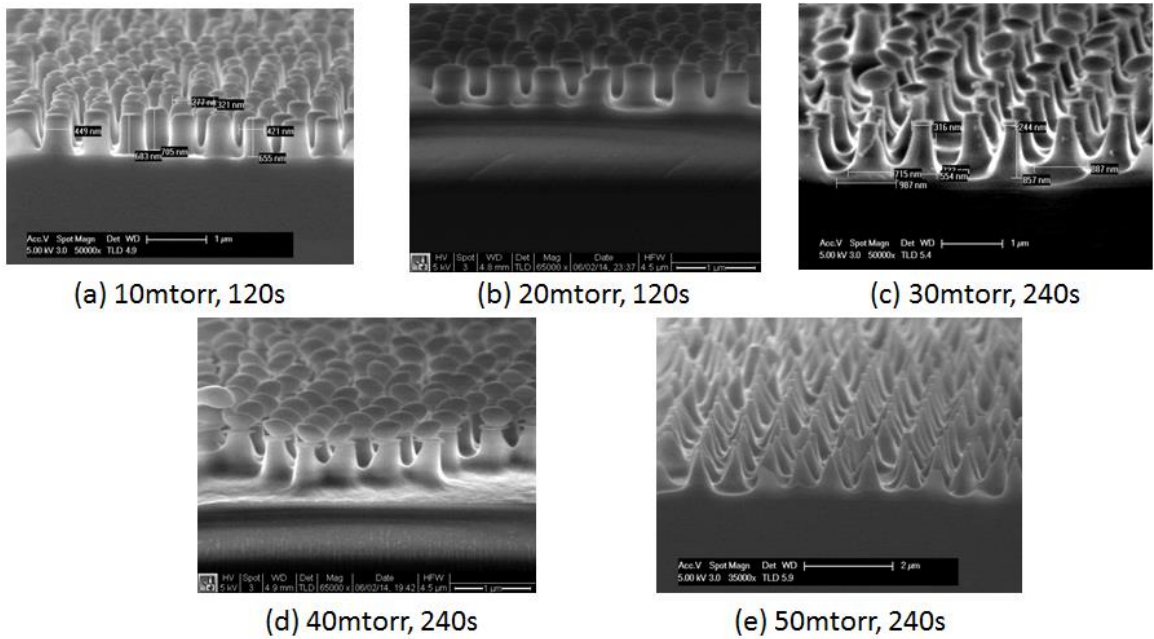 277 nm 321 nm
449 nm 421 nm
683 nm 705 nm 655 nm
Acc.V Spot Magn Det WD 1 µm
5.00 kV 3.0 50000x TLD 4.9
(a) 10mtorr, 120s
HV Spot WD Det Mag Date HFW
5 kV 3 4.8 mm TLD 65000 x 06/02/14, 23:37 4.5 µm 1 µm
(b) 20mtorr, 120s
316 nm 244 nm
715 nm 554 nm 887 nm
987 nm 857 nm
Acc.V Spot Magn Det WD 1 µm
5.00 kV 3.0 50000x TLD 5.4
(c) 30mtorr, 240s
HV Spot WD Det Mag Date HFW
5 kV 3 4.9 mm TLD 65000 x 06/02/14, 19:42 4.5 µm 1 µm
(d) 40mtorr, 240s
Acc.V Spot Magn Det WD 2 µm
5.00 kV 3.0 35000x TLD 5.9
(e) 50mtorr, 240s